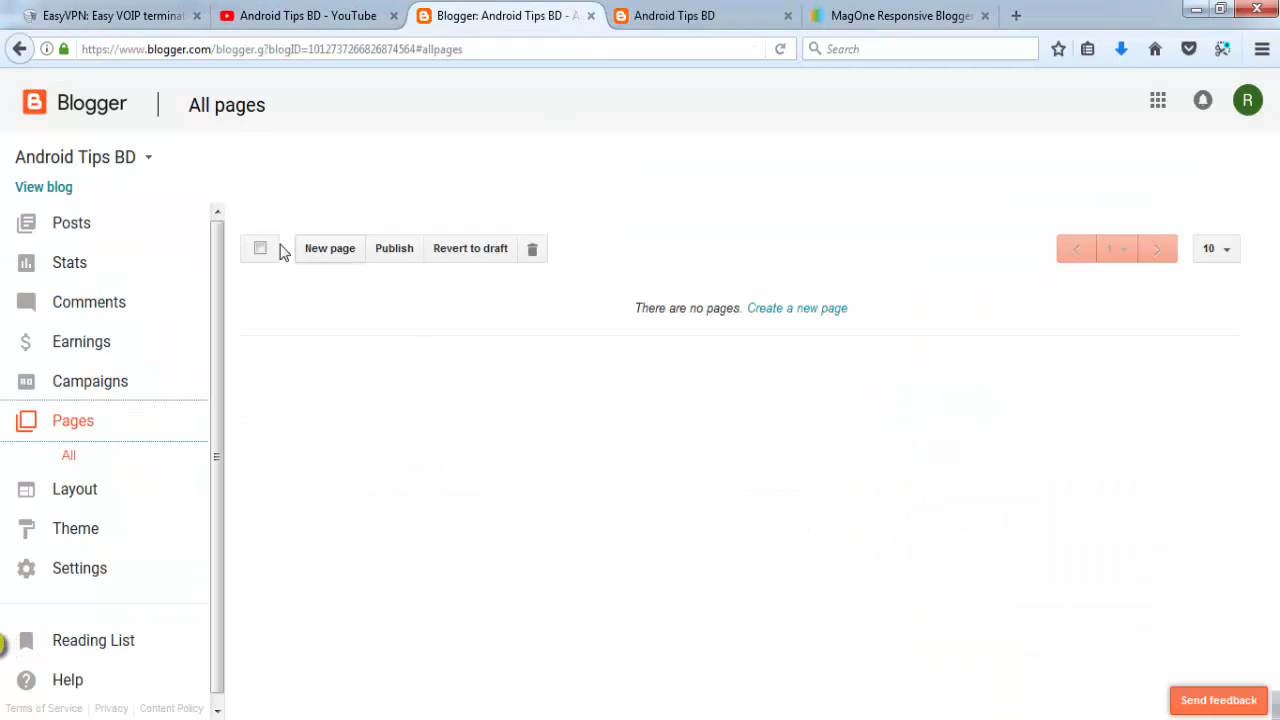 EasyVPN: Easy VOIP terminat
Android Tips BD - YouTube
Blogger: Android Tips BD - A
Android Tips BD
MagOne Responsive Blogger
https://www.blogger.com/blogger.g?blogID=1012737266826874564#allpages
Search
Blogger
All pages
R
Android Tips BD
View blog
Posts
Stats
Comments
Earnings
Campaigns
Pages
All
Layout
Theme
Settings
Reading List
Help
Terms of Service Privacy Content Policy
New page Publish Revert to draft
1
10
There are no pages. Create a new page
Send feedback